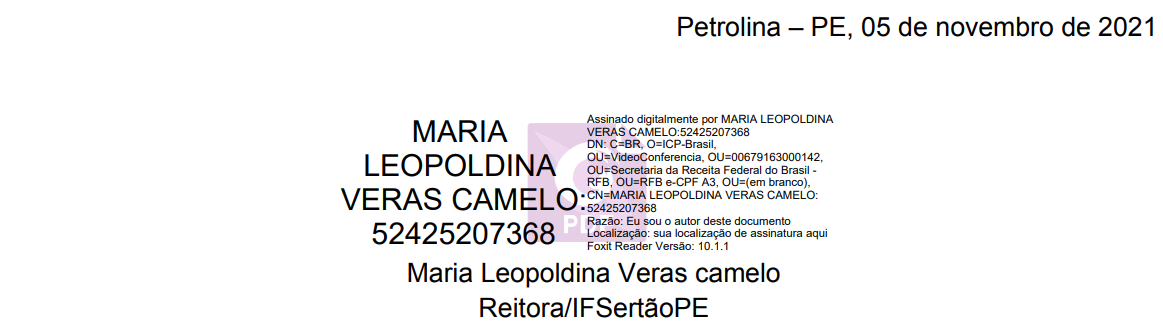 Petrolina – PE, 05 de novembro de 2021
MARIA
LEOPOLDINA
VERAS CAMELO:
52425207368
Assinado digitalmente por MARIA LEOPOLDINA
VERAS CAMELO:52425207368
DN: C=BR, O=ICP-Brasil,
OU=VideoConferencia, OU=00679163000142,
OU=Secretaria da Receita Federal do Brasil -
RFB, OU=RFB e-CPF A3, OU=(em branco),
CN=MARIA LEOPOLDINA VERAS CAMELO:
52425207368
Razão: Eu sou o autor deste documento
Localização: sua localização de assinatura aqui
Foxit Reader Versão: 10.1.1
PDF
Maria Leopoldina Veras camelo
Reitora/IFSertãoPE